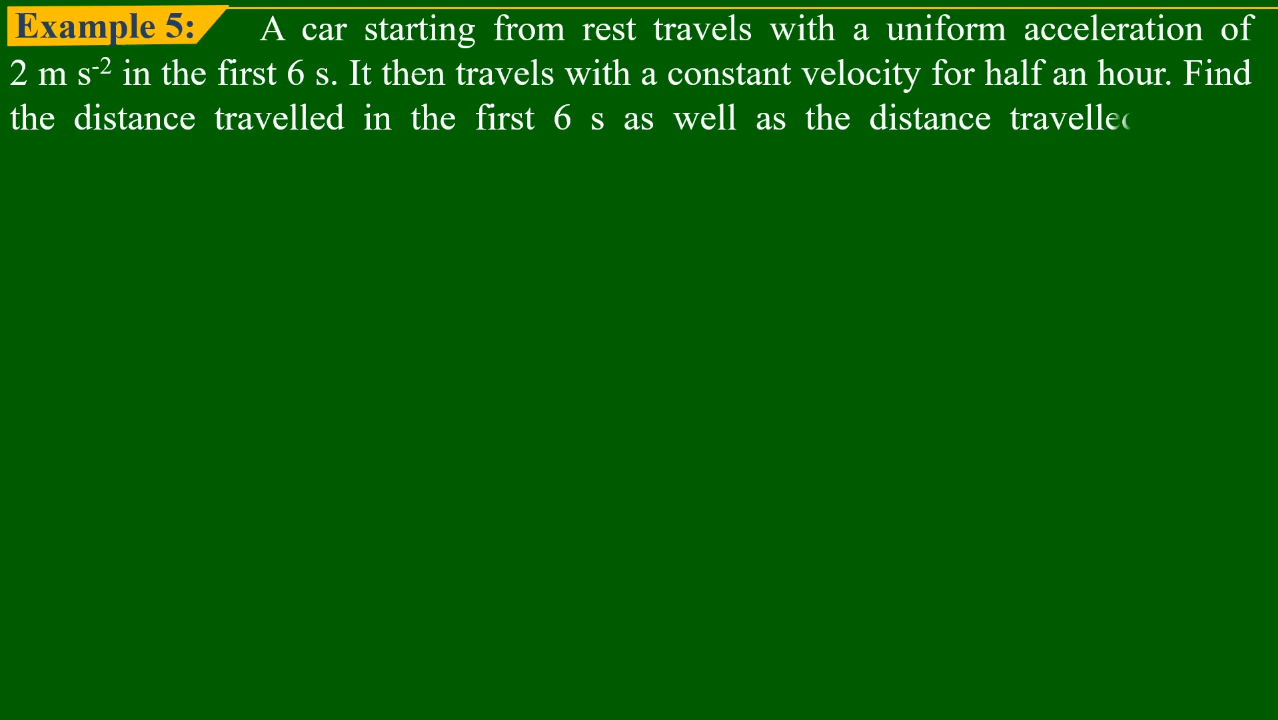 Example 5: A car starting from rest travels with a uniform acceleration of
2 m s⁻² in the first 6 s. It then travels with a constant velocity for half an hour. Find
the distance travelled in the first 6 s as well as the distance